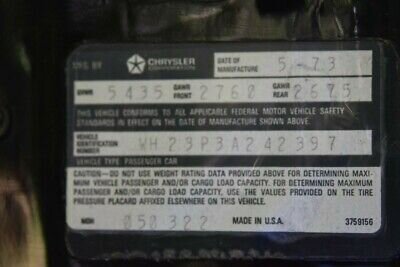 MFG. BY CHRYSLER CORPORATION DATE OF MANUFACTURE 5-73
GVWR 5435 GAWR FRONT 2760 GAWR REAR 2675
THIS VEHICLE CONFORMS TO ALL APPLICABLE FEDERAL MOTOR VEHICLE SAFETY
STANDARDS IN EFFECT ON THE DATE OF MANUFACTURE SHOWN ABOVE.
VEHICLE IDENTIFICATION NUMBER WH23P3A242397
VEHICLE TYPE: PASSENGER CAR
CAUTION: - DO NOT USE WEIGHT RATING DATA PROVIDED ABOVE FOR DETERMINING MAXI-
MUM VEHICLE PASSENGER AND/OR CARGO LOAD CAPACITY. FOR DETERMINING MAXIMUM
PASSENGER AND/OR CARGO LOAD CAPACITY, USE THE VALUES PROVIDED ON THE TIRE
PRESSURE PLACARD AFFIXED ELSEWHERE ON THIS VEHICLE.
MDH 050322 MADE IN U.S.A. 3759156